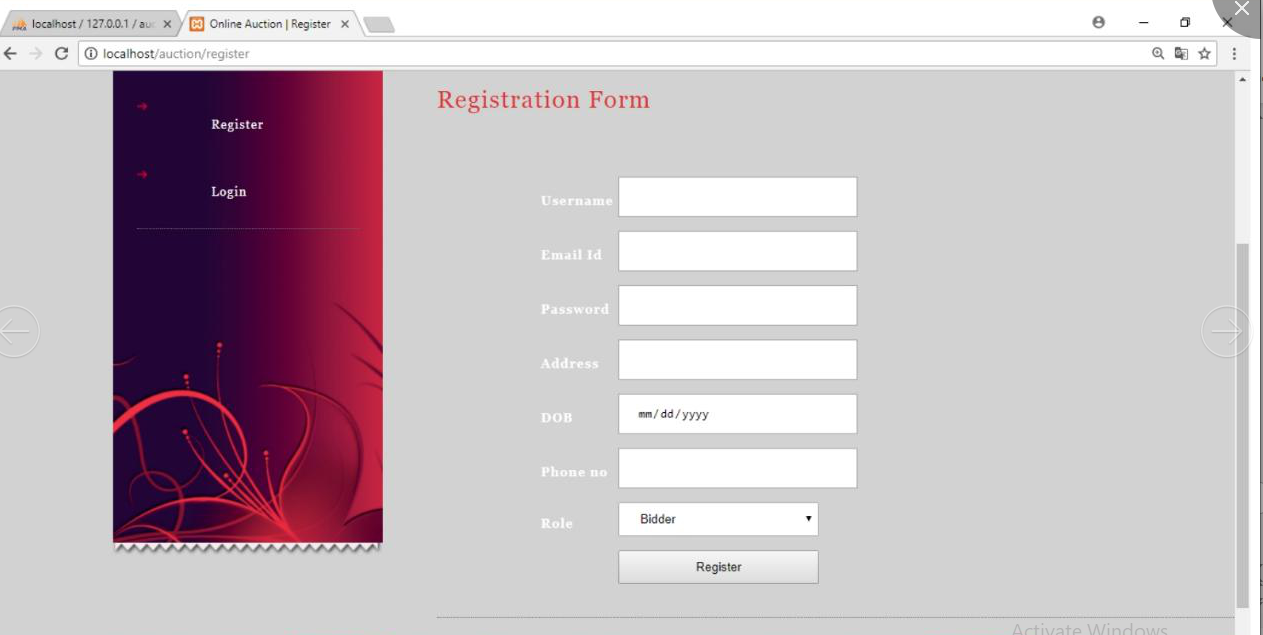 localhost / 127.0.0.1 / auc
Online Auction | Register
localhost/auction/register
Register
Login
Registration Form
Username
Email Id
Password
Address
DOB
mm/dd/yyyy
Phone no
Role
Bidder
Register
Activate Windows